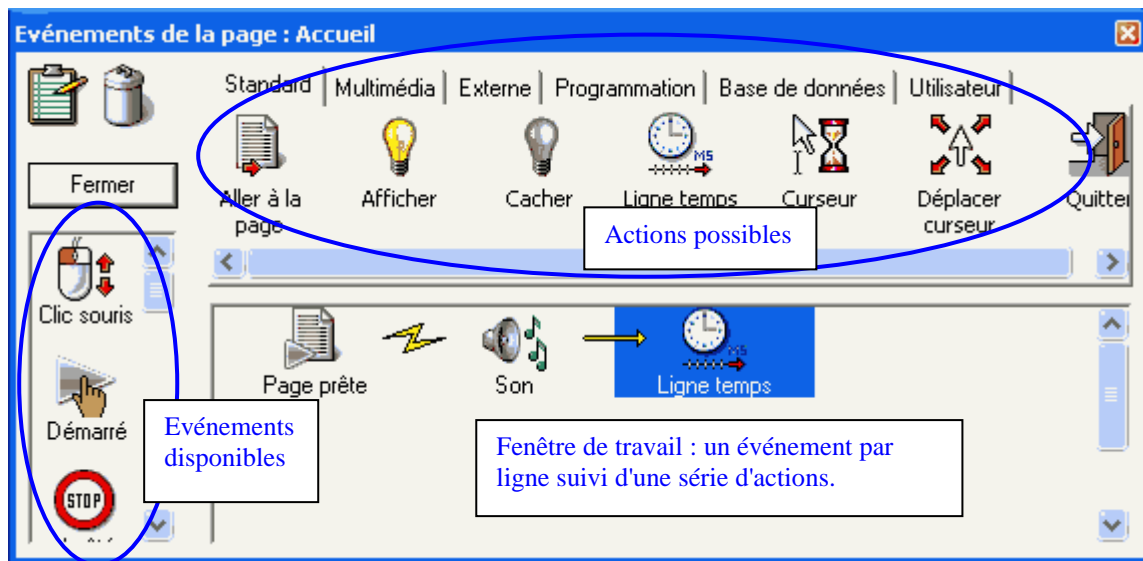 Evénements de la page : Accueil
Standard Multimédia Externe Programmation Base de données Utilisateur
Fermer
Aller à la
page
Afficher
Cacher
Ligne temps
Curseur
Déplacer
curseur
Quitter
MS
Actions possibles
Clic souris
Démarré
STOP
Evénements
disponibles
Page prête
Son
Ligne temps
Fenêtre de travail : un événement par
ligne suivi d'une série d'actions.